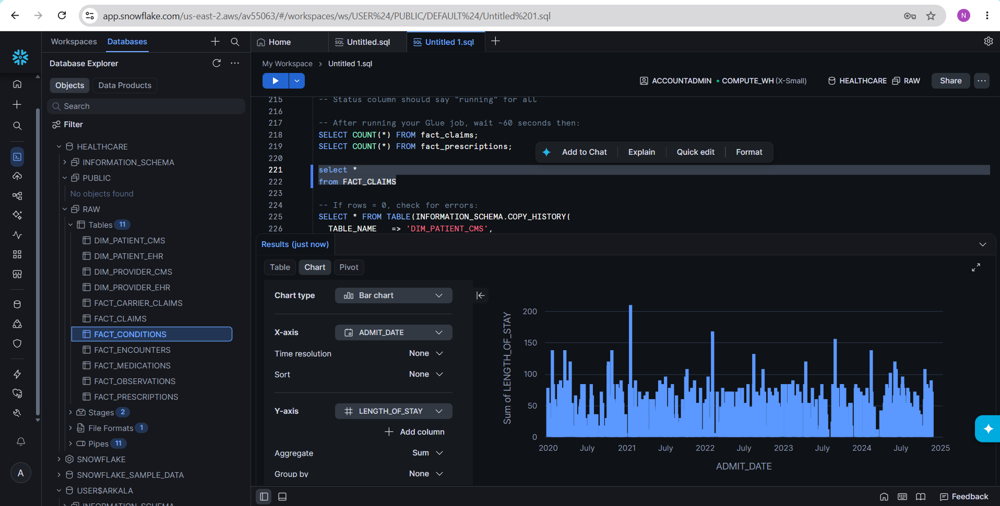 app.snowflake.com/us-east-2.aws/av55063/#/workspaces/ws/USER%24/PUBLIC/DEFAULT%24/Untitled%201.sql
N
Workspaces Databases
Home
SQL Untitled.sql
SQL Untitled 1.sql
Database Explorer
My Workspace > Untitled 1.sql
Objects Data Products
ACCOUNTADMIN • COMPUTE_WH (X-Small) HEALTHCARE RAW Share
Search
Filter
HEALTHCARE
INFORMATION_SCHEMA
PUBLIC
No objects found
RAW
Tables 11
DIM_PATIENT_CMS
DIM_PATIENT_EHR
DIM_PROVIDER_CMS
DIM_PROVIDER_EHR
FACT_CARRIER_CLAIMS
FACT_CLAIMS
FACT_CONDITIONS
FACT_ENCOUNTERS
FACT_MEDICATIONS
FACT_OBSERVATIONS
FACT_PRESCRIPTIONS
Stages 2
File Formats 1
Pipes 11
SNOWFLAKE
SNOWFLAKE_SAMPLE_DATA
USER$ARKALA
INFORMATION_SCHEMA
A
215 -- Status column should say "running" for all
216
217 -- After running your Glue job, wait ~60 seconds then:
218 SELECT COUNT(*) FROM fact_claims;
219 SELECT COUNT(*) FROM fact_prescriptions;
220
Add to Chat Explain Quick edit Format
221 select *
222 from FACT_CLAIMS
223
224 -- If rows = 0, check for errors:
225 SELECT * FROM TABLE(INFORMATION_SCHEMA.COPY_HISTORY(
226 TABLE_NAME => 'DIM_PATIENT_CMS',
Results (just now)
Table Chart Pivot
Chart type Bar chart
X-axis ADMIT_DATE
Time resolution None
Sort None
Y-axis LENGTH_OF_STAY
Add column
Aggregate Sum
Group by None
Sum of LENGTH_OF_STAY
200
150
100
50
0
2020 July 2021 July 2022 July 2023 July 2024 July 2025
ADMIT_DATE
Feedback